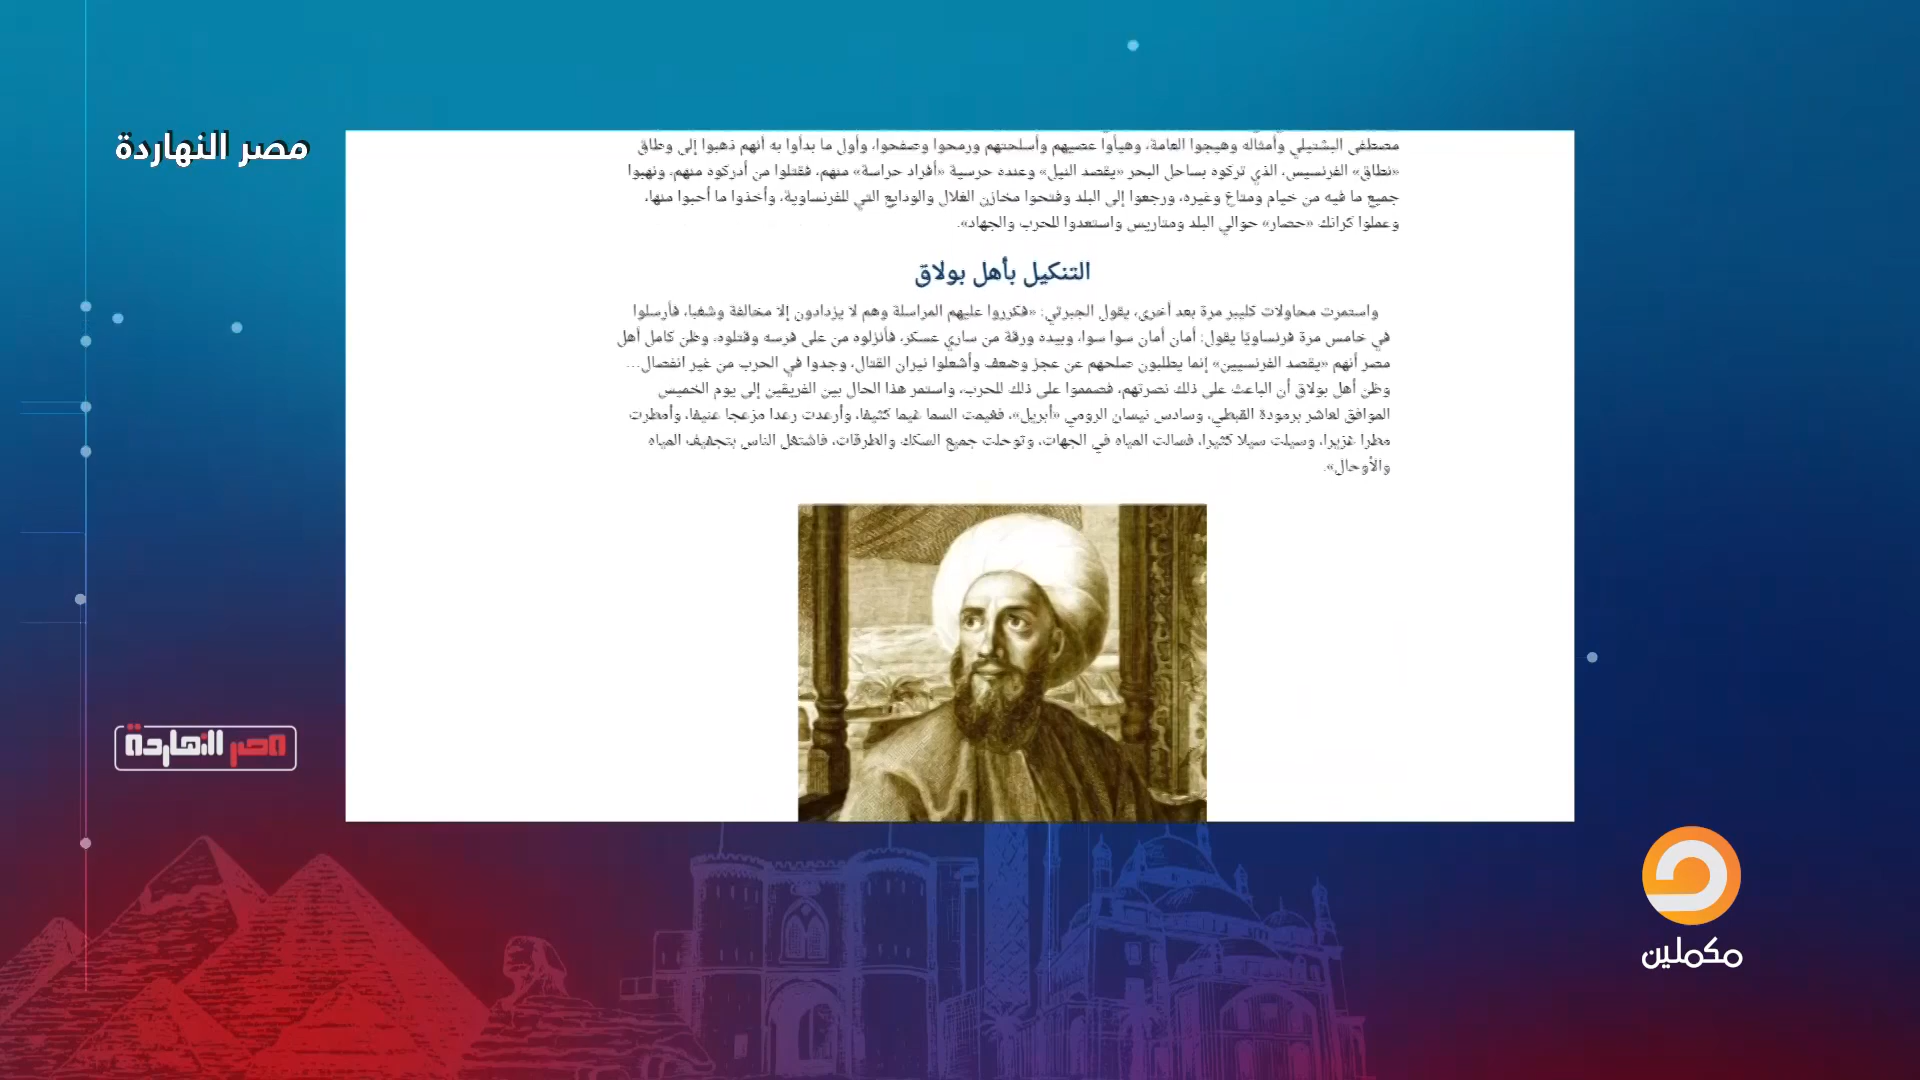 مصر النهاردة
مصطفى البشتيلي وأمثاله وهيجوا العامة، وهيأوا عصيهم وأسلحتهم ورمحوا وصفحوا، وأول ما بدأوا به أنهم ذهبوا إلى وطاق
«نطاق» الفرنسيس، الذي تركوه بساحل البحر «يقصد النيل» وعنده حرسية «أفراد حراسة» منهم، فقتلوا من أدركوه منهم، ونهبوا
جميع ما فيه من خيام ومتاع وغيره، ورجعوا إلى البلد وفتحوا مخازن الغلال والودايع التي للفرنساوية، وأخذوا ما أحبوا منها،
وعملوا كرانك «حصار» حوالي البلد ومتاريس واستعدوا للحرب والجهاد».
التنكيل بأهل بولاق
واستمرت محاولات كليبر مرة بعد أخرى، يقول الجبرتي: «فكرروا عليهم المراسلة وهم لا يزدادون إلا مخالفة وشغبا، فأرسلوا
في خامس مرة فرنساويًا يقول: أمان أمان سوا سوا، وبيده ورقة من ساري عسكر، فأنزلوه من على فرسه وقتلوه، وظن كامل أهل
مصر أنهم «يقصد الفرنسيين» إنما يطلبون صلحهم عن عجز وضعف وأشعلوا نيران القتال، وجدوا في الحرب من غير انفصال...
وظن أهل بولاق أن الباعث على ذلك نصرتهم، فصمموا على ذلك للحرب، واستمر هذا الحال بين الفريقين إلى يوم الخميس
الموافق لعاشر برمودة القبطي، وسادس نيسان الرومي «أبريل»، فغيمت السما غيما كثيفا، وأرعدت رعدا مزعجا عنيفا، وأمطرت
مطرا غزيرا، وسيلت سيلا كثيرا، فسالت المياه في الجهات، وتوحلت جميع السكك والطرقات، فاشتغل الناس بتجفيف المياه
والأوحال».
مصر النهاردة
مكملين